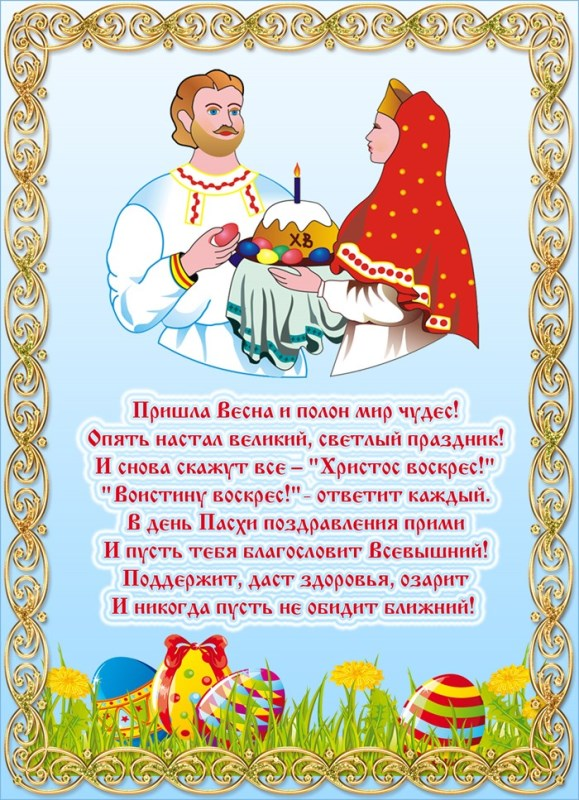 ХВ
Пришла Весна и полон мир чудес!
Опять настал великий, светлый праздник!
И снова скажут все – "Христос воскрес!"
"Воистину воскрес!"- ответит каждый.
В день Пасхи поздравления прими
И пусть тебя благословит Всевышний!
Поддержит, даст здоровья, озарит
И никогда пусть не обидит ближний!